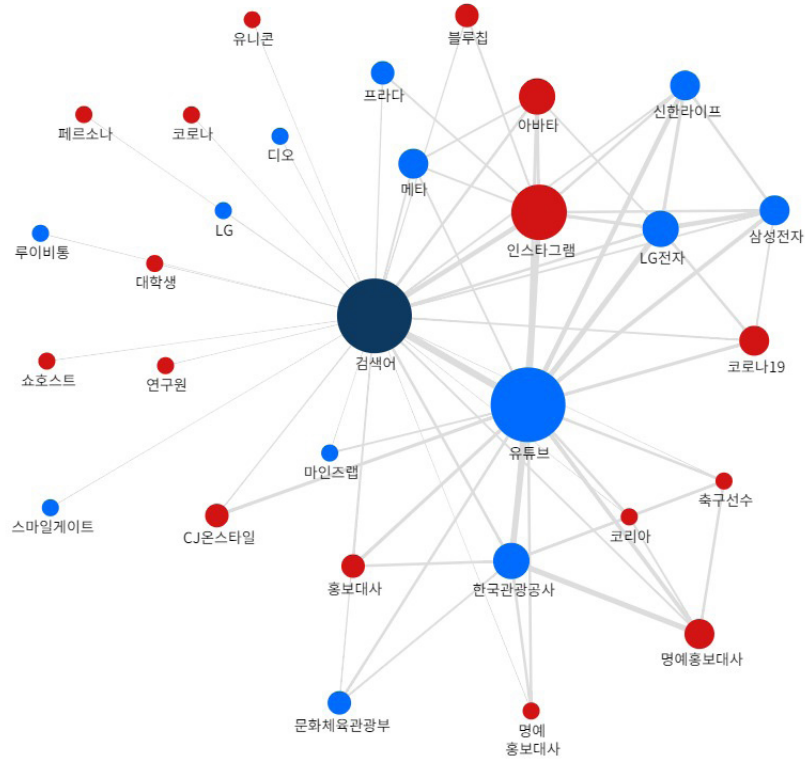 유니콘
블루칩
프라다
아바타
신한라이프
페르소나
코로나
디오
메타
LG
인스타그램
LG전자
삼성전자
루이비통
대학생
검색어
쇼호스트
연구원
코로나19
유튜브
마인즈랩
스마일게이트
CJ온스타일
축구선수
코리아
홍보대사
한국관광공사
명예홍보대사
문화체육관광부
명예
홍보대사